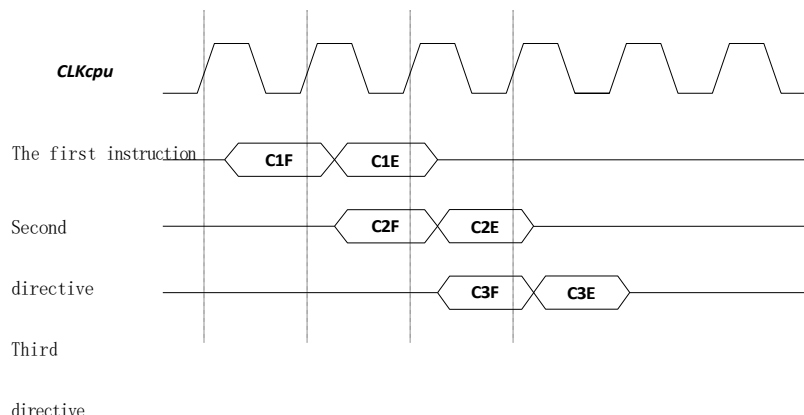 CLKcpu
The first instruction
C1F C1E
Second
C2F C2E
directive
C3F C3E
Third
directive